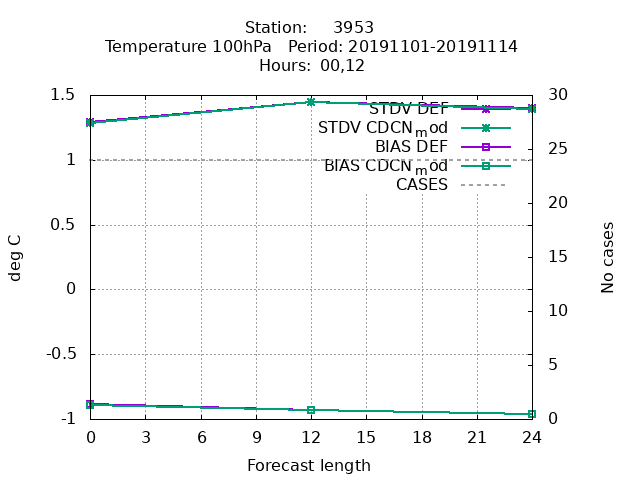 Station: 3953
Temperature 100hPa Period: 20191101-20191114
Hours: 00,12
1.5
1
0.5
0
-0.5
-1
deg C
30
25
20
15
10
5
0
No cases
STDV DEF
STDV CDCNmod
BIAS DEF
BIAS CDCNmod
CASES
0 3 6 9 12 15 18 21 24
Forecast length